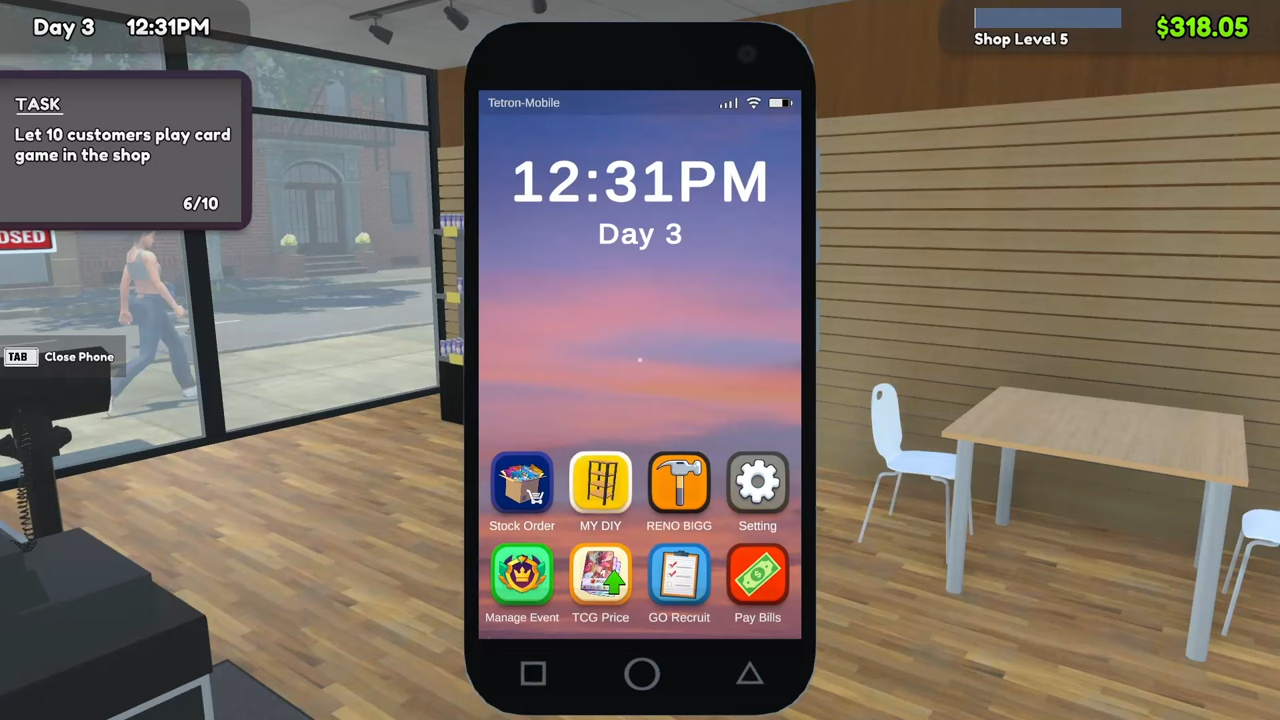 Day 3 12:31PM
Shop Level 5
$318.05
TASK
Let 10 customers play card
game in the shop
6/10
OSED
TAB Close Phone
Tetron-Mobile
12:31PM
Day 3
Stock Order MY DIY RENO BIGG Setting
Manage Event TCG Price GO Recruit Pay Bills